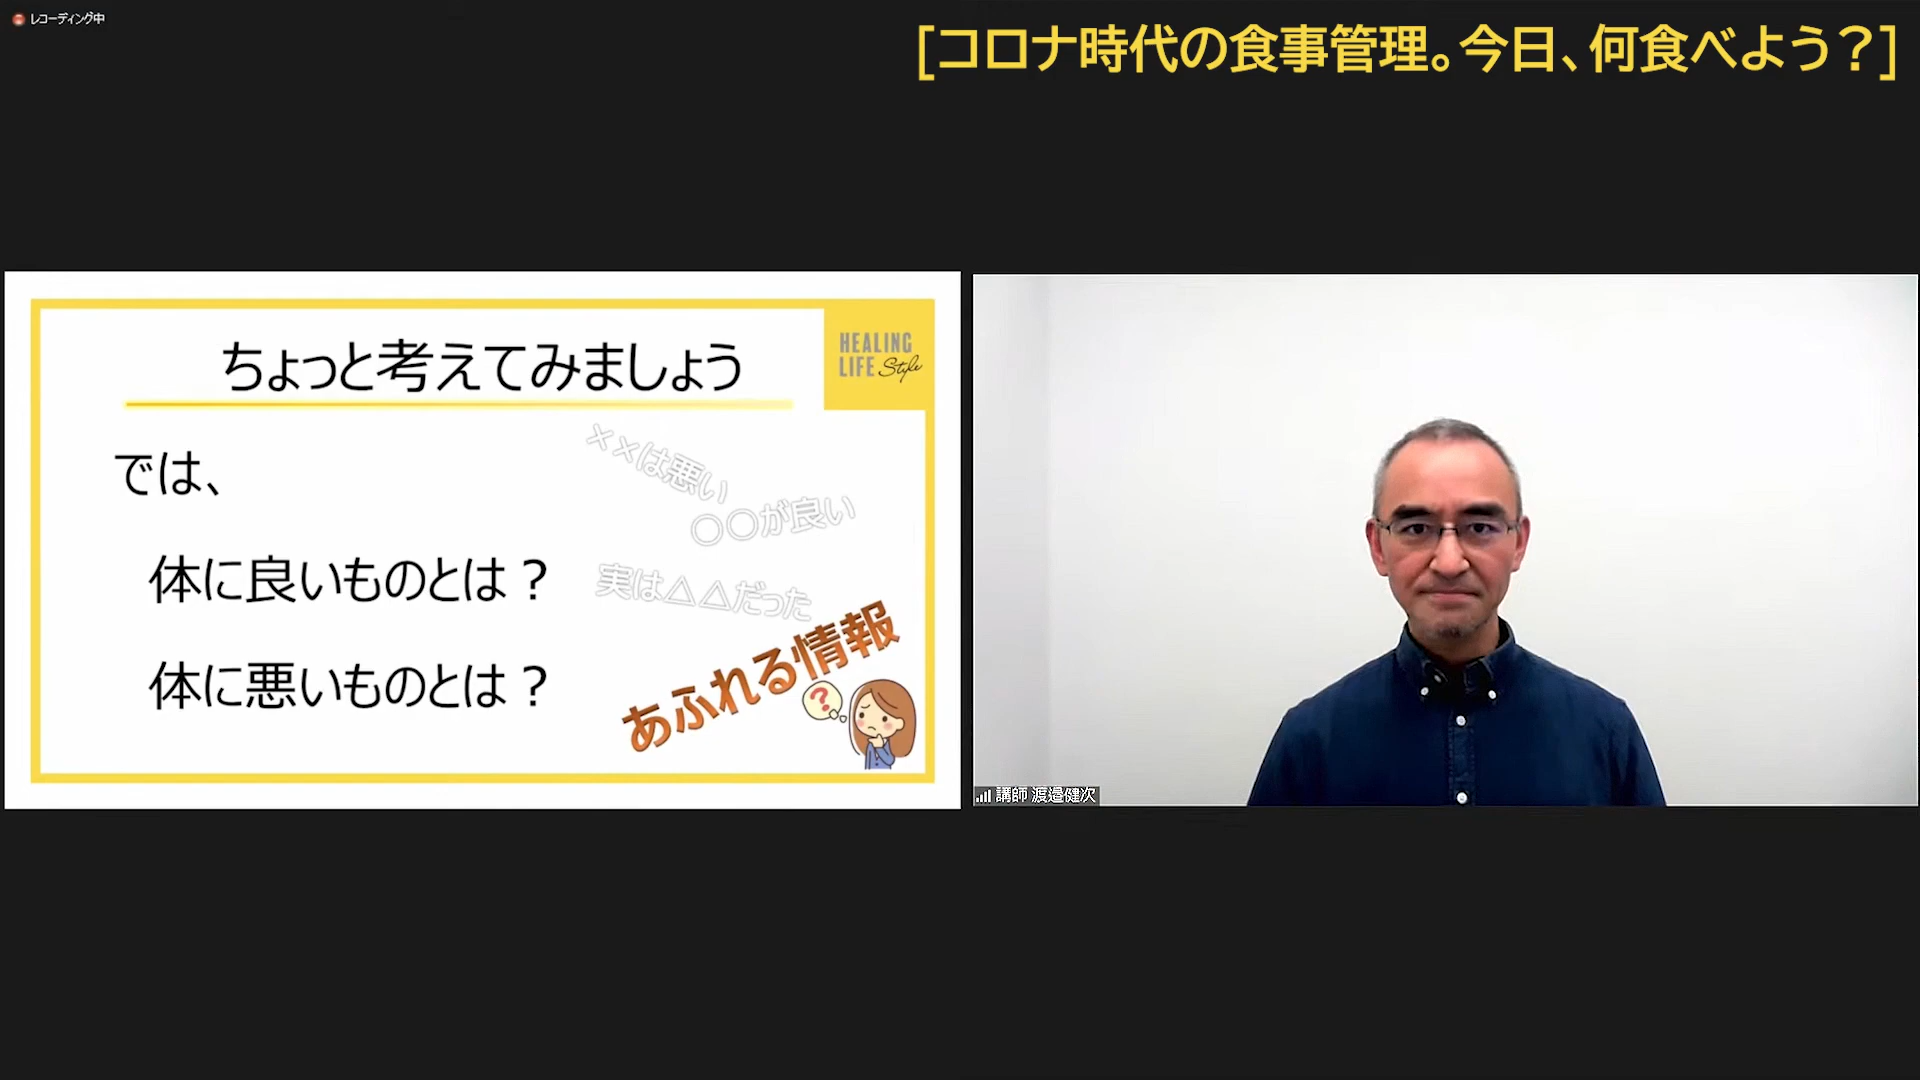 レコーディング中
[コロナ時代の食事管理。今日、何食べよう？]
ちょっと考えてみましょう
HEALING
LIFE Style
では、
××は悪い
〇〇が良い
体に良いものとは？
実は△△だった
あふれる情報
?
体に悪いものとは？
講師 渡邉健次